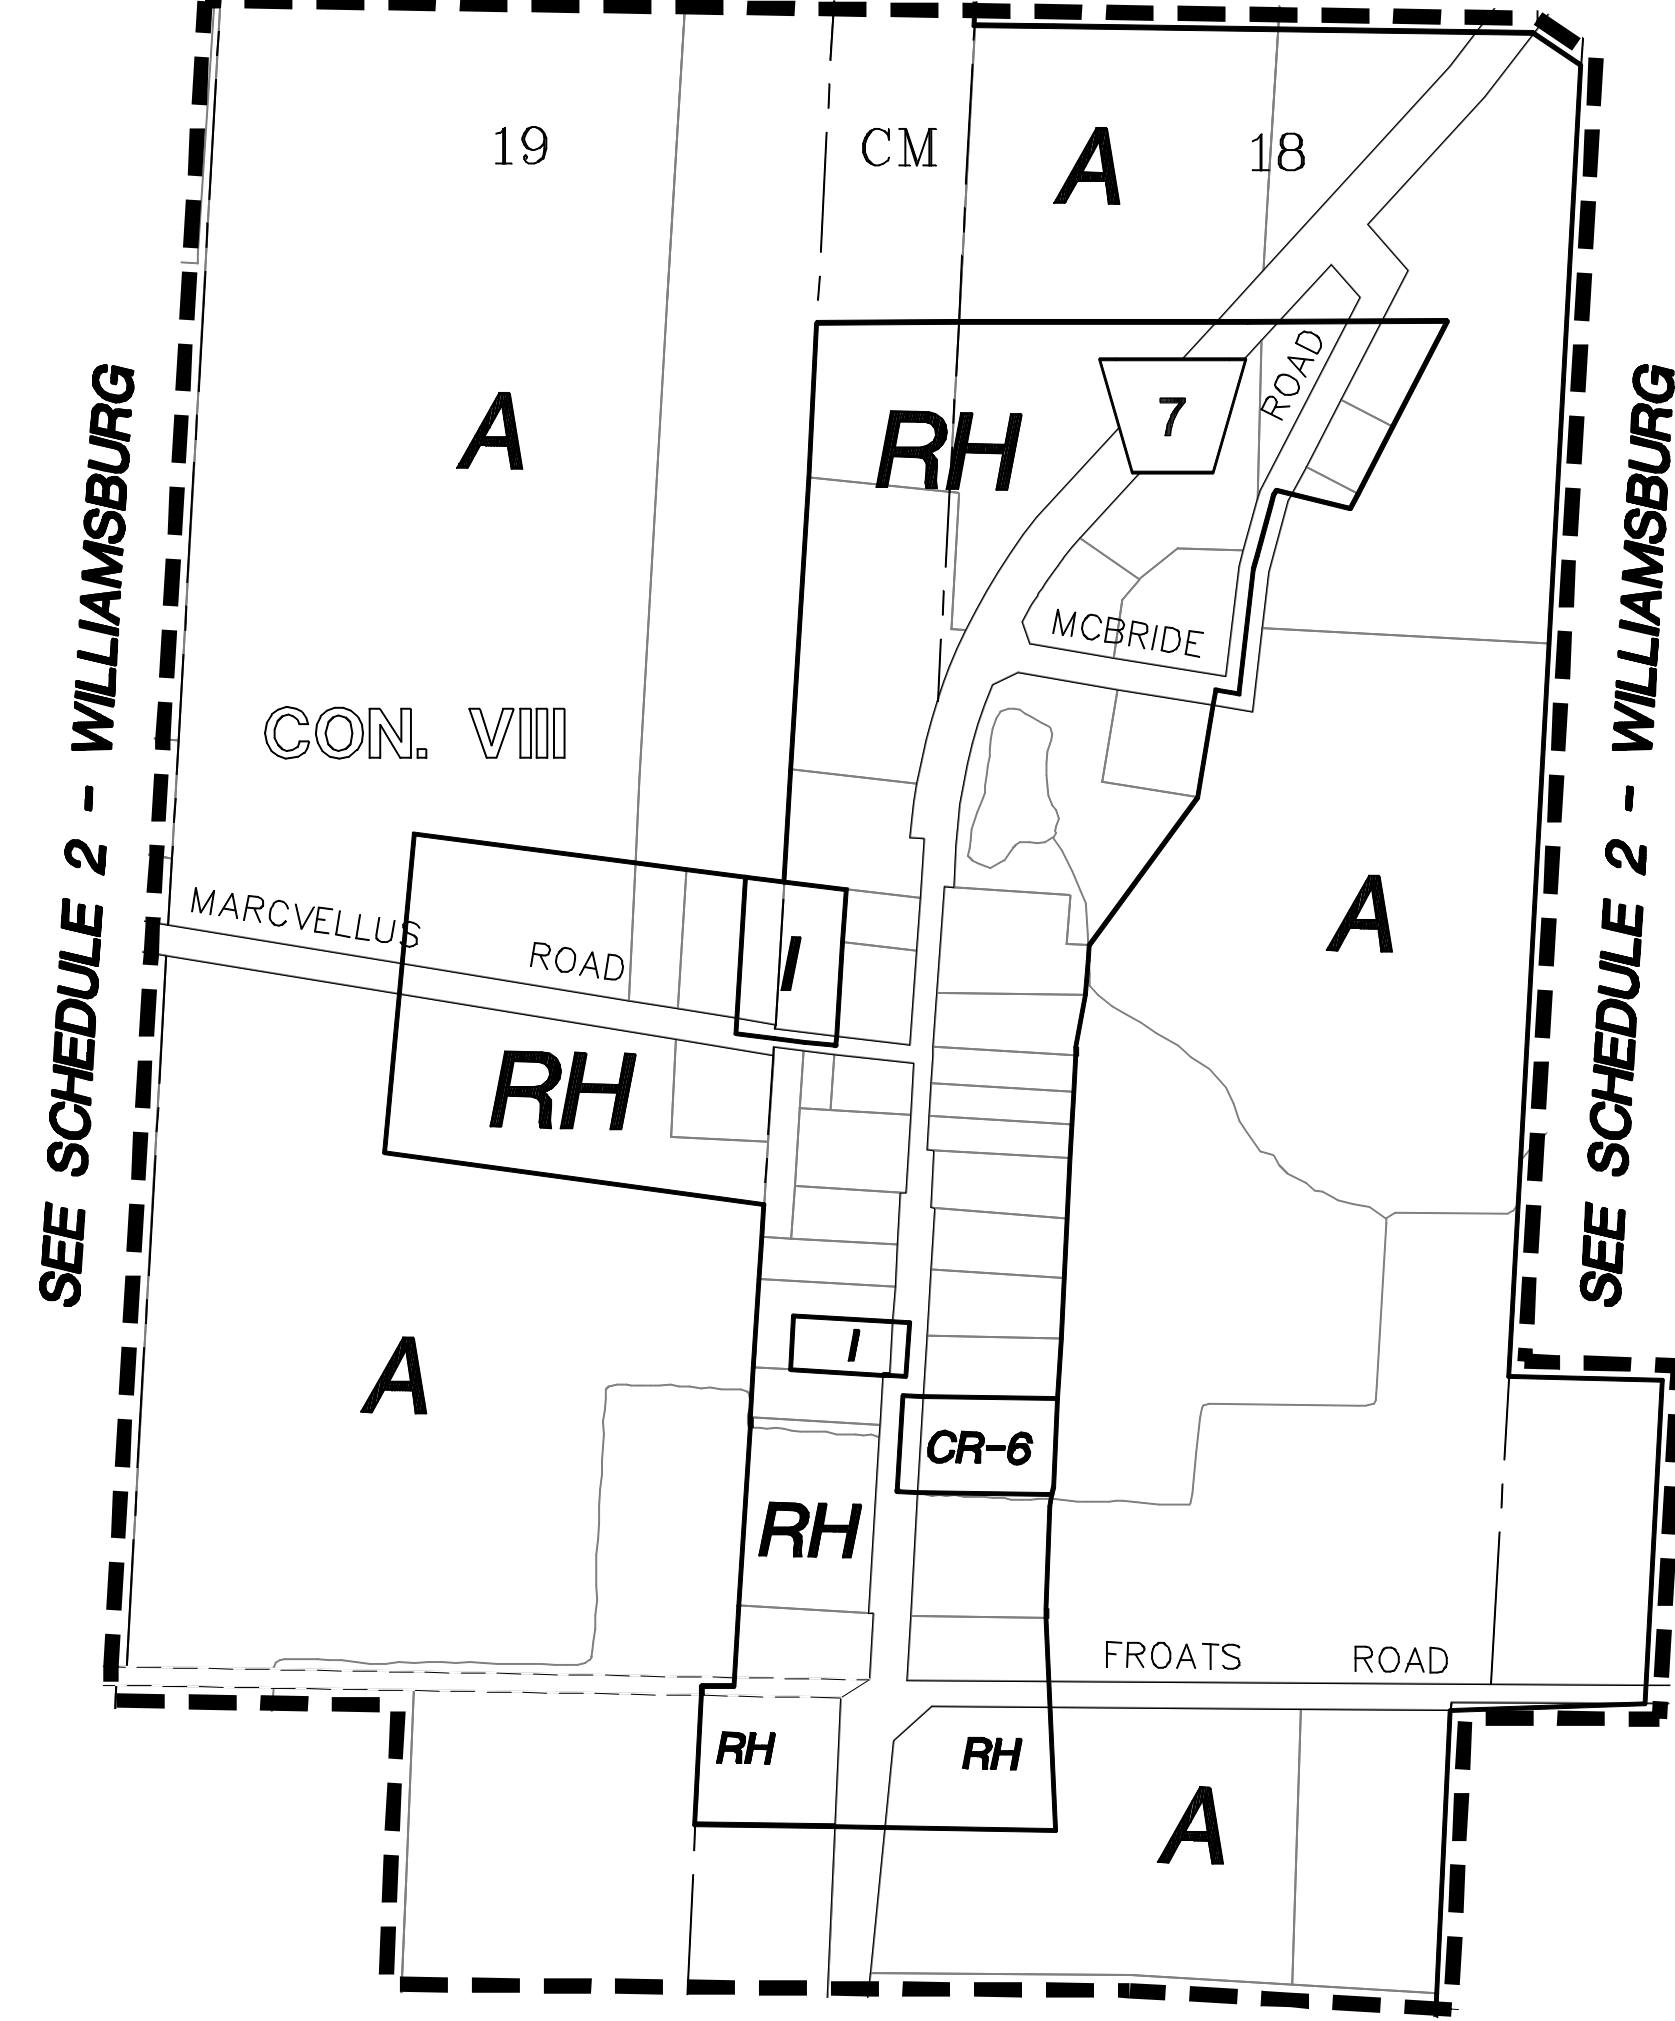 19
CM
A
18
SEE SCHEDULE 2 - WILLIAMSBURG
A
RH
7
ROAD
SEE SCHEDULE 2 - WILLIAMSBURG
MCBRIDE
CON. VIII
MARCVELLUS ROAD
I
A
RH
A
I
CR-6
RH
FROATS ROAD
RH
RH
A